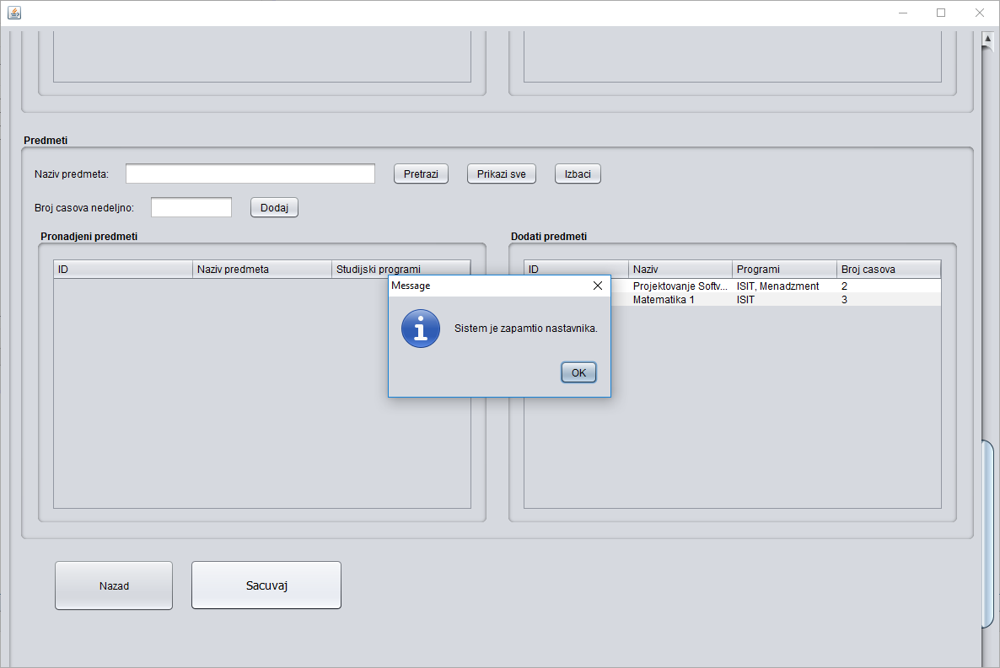 Predmeti
Naziv predmeta: Pretrazi Prikazi sve Izbaci
Broj casova nedeljno: Dodaj
Pronadjeni predmeti Dodati predmeti
ID Naziv predmeta Studijski programi ID Naziv Programi Broj casova
Message
Projektovanje Softv... ISIT, Menadzment 2
Matematika 1 ISIT 3
Sistem je zapamtio nastavnika.
OK
Nazad Sacuvaj